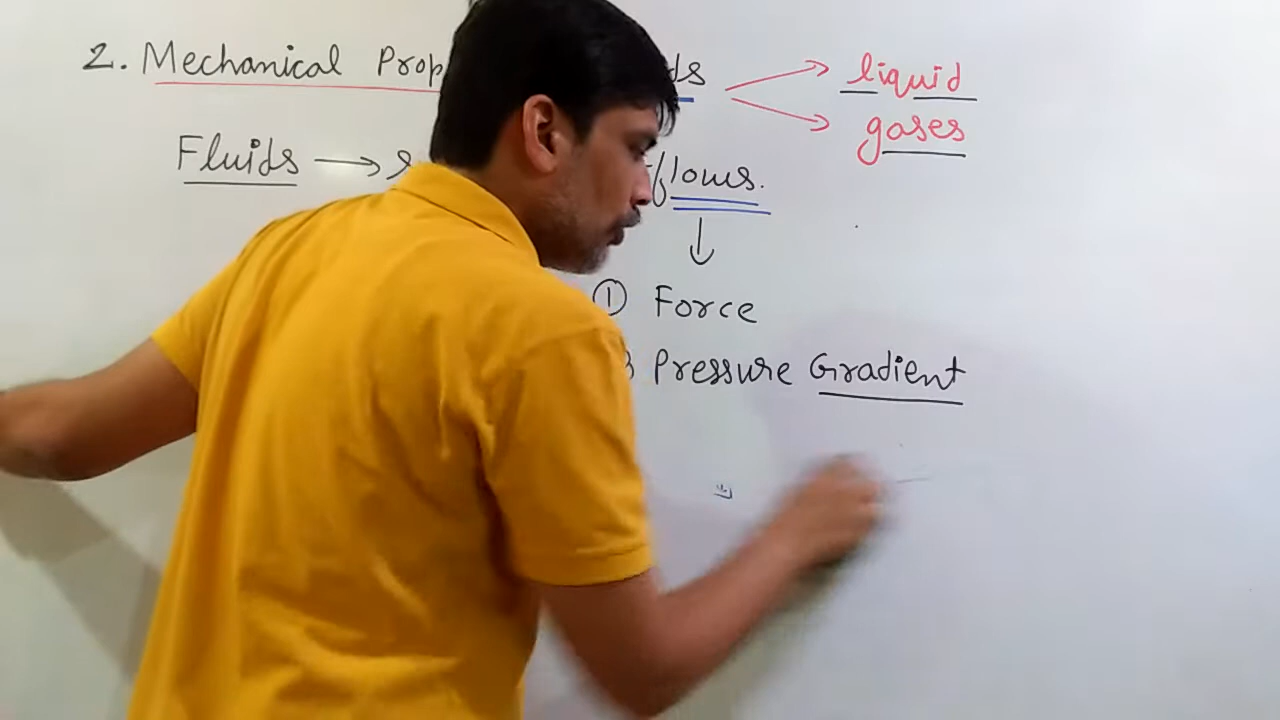 2. Mechanical Prop ds → liquid
→ gases
Fluids → s flows.
↓
① Force
Pressure Gradient